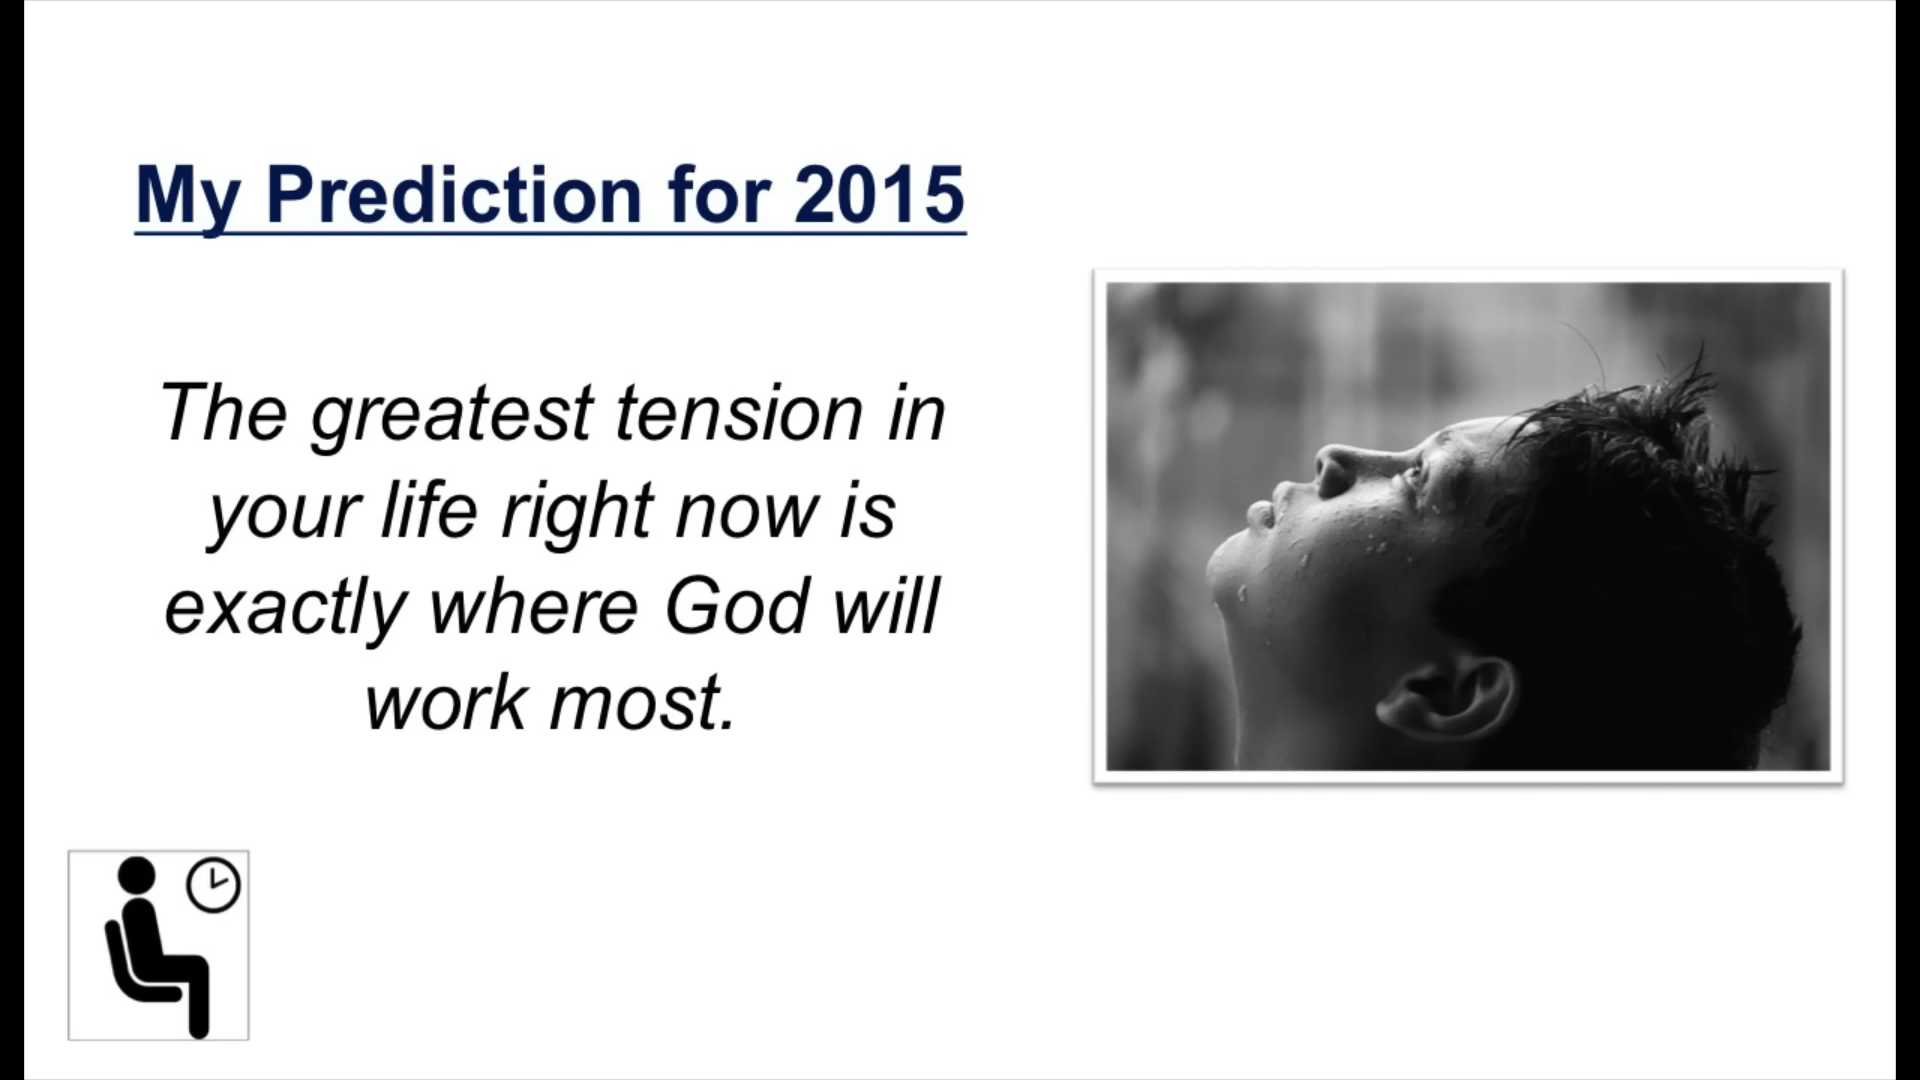 My Prediction for 2015
The greatest tension in
your life right now is
exactly where God will
work most.